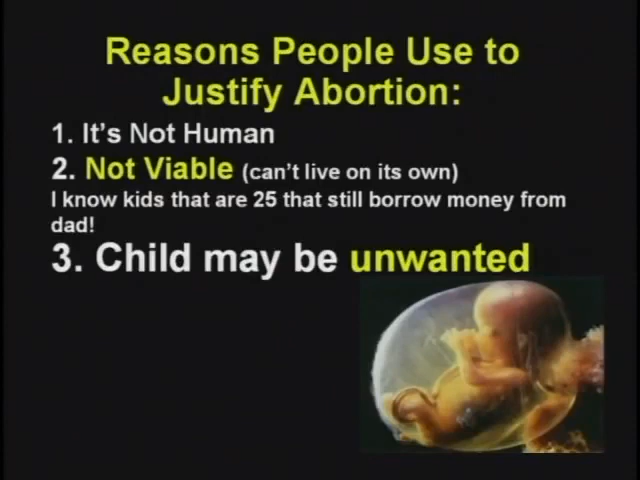 Reasons People Use to
Justify Abortion:
1. It's Not Human
2. Not Viable (can't live on its own)
I know kids that are 25 that still borrow money from
dad!
3. Child may be unwanted